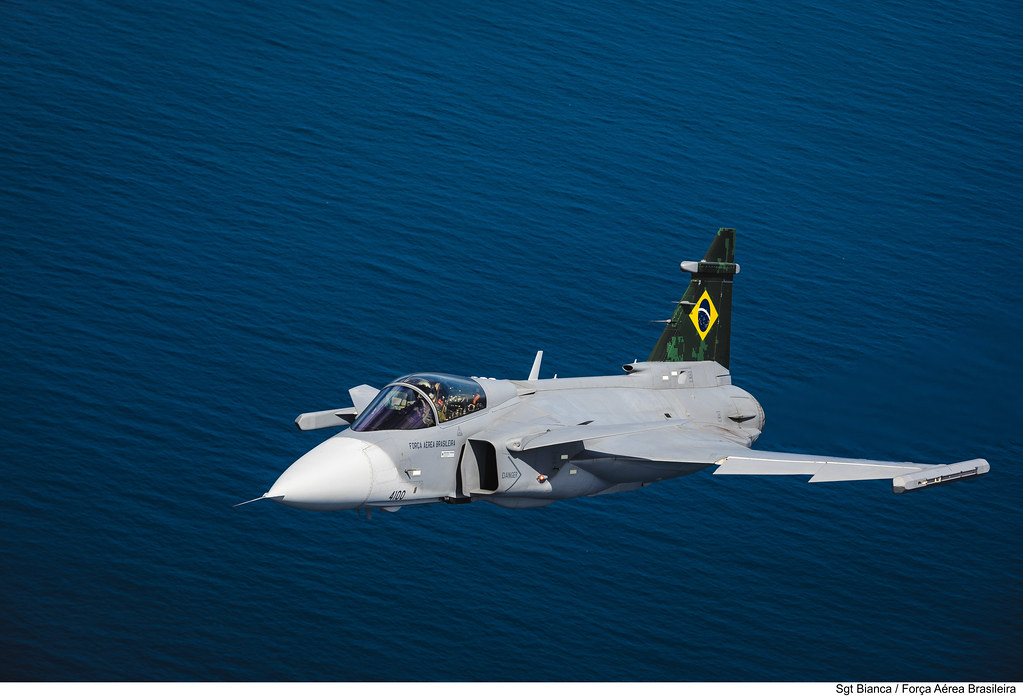 FORÇA AÉREA BRASILEIRA
DANGER
4100
Sgt Bianca / Força Aérea Brasileira